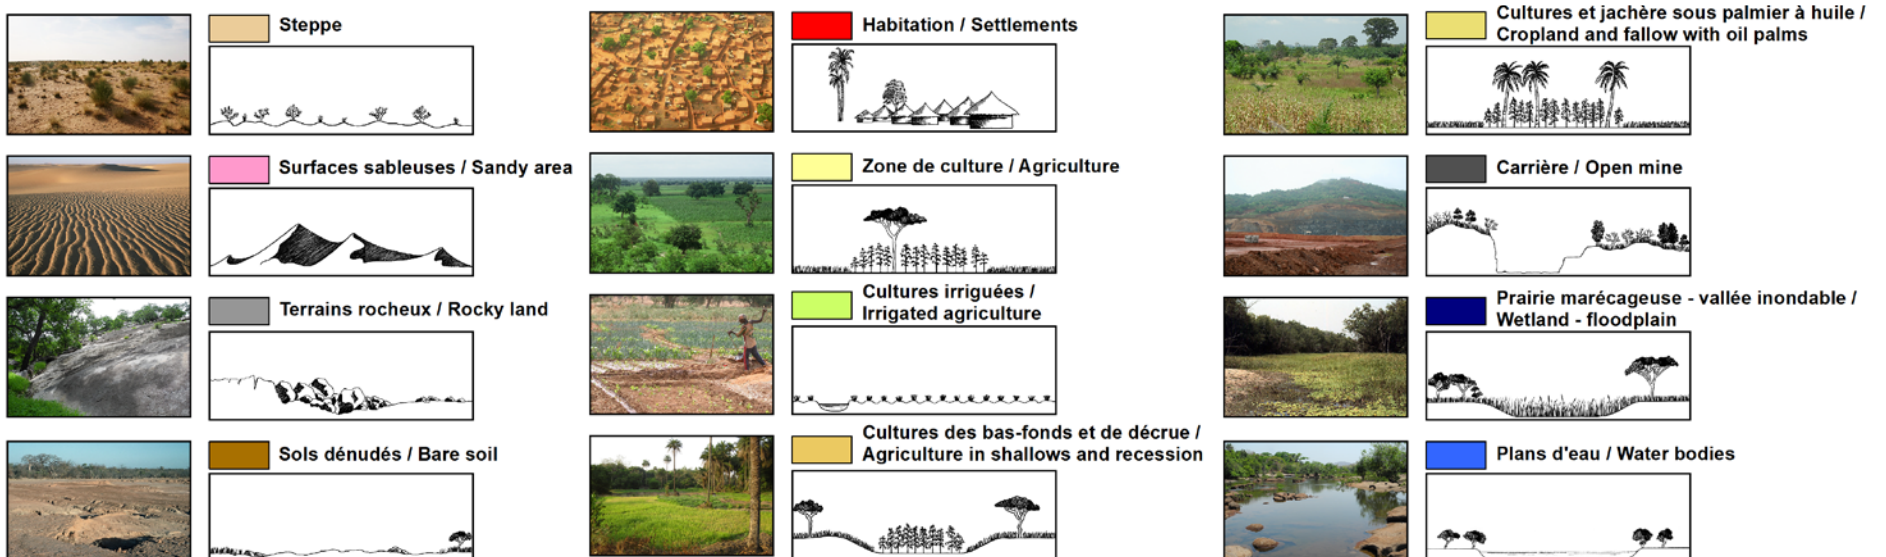 Steppe
Surfaces sableuses / Sandy area
Terrains rocheux / Rocky land
Sols dénudés / Bare soil
Habitation / Settlements
Zone de culture / Agriculture
Cultures irriguées /
Irrigated agriculture
Cultures des bas-fonds et de décrue /
Agriculture in shallows and recession
Cultures et jachère sous palmier à huile /
Cropland and fallow with oil palms
Carrière / Open mine
Prairie marécageuse - vallée inondable /
Wetland - floodplain
Plans d'eau / Water bodies